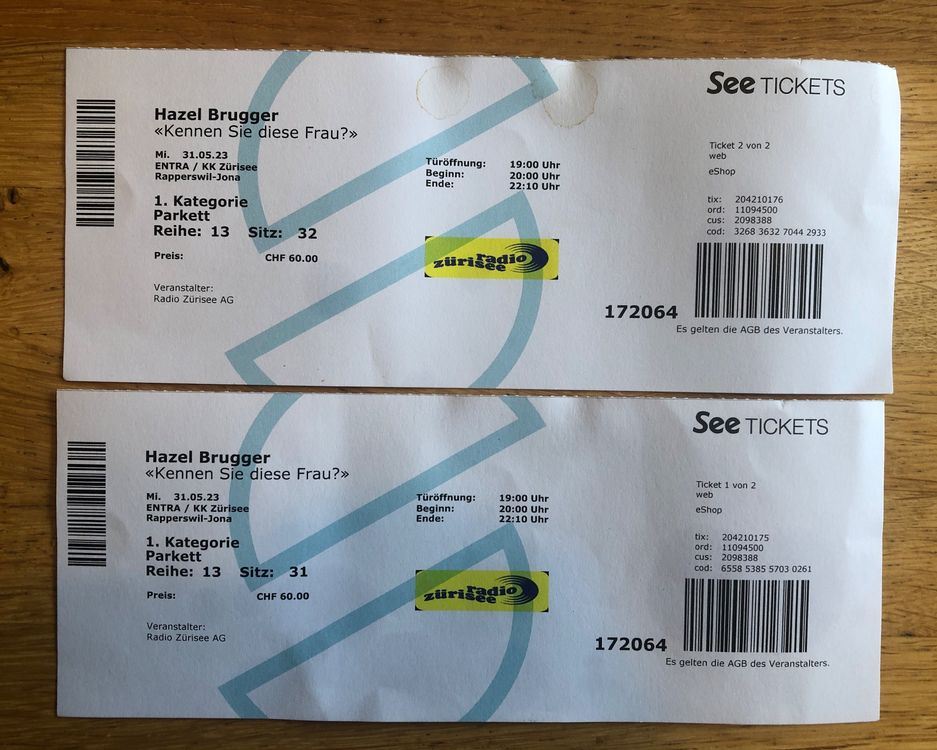 See TICKETS
Hazel Brugger
«Kennen Sie diese Frau?»
Mi. 31.05.23
ENTRA / KK Zürisee
Rapperswil-Jona
Türöffnung: 19:00 Uhr
Beginn: 20:00 Uhr
Ende: 22:10 Uhr
Ticket 2 von 2
web
eShop
1. Kategorie
Parkett
Reihe: 13 Sitz: 32
tix: 204210176
ord: 11094500
cus: 2098388
cod: 3268 3632 7044 2933
Preis: CHF 60.00
radio
zürisee
Veranstalter:
Radio Zürisee AG
172064
Es gelten die AGB des Veranstalters.
See TICKETS
Hazel Brugger
«Kennen Sie diese Frau?»
Mi. 31.05.23
ENTRA / KK Zürisee
Rapperswil-Jona
Türöffnung: 19:00 Uhr
Beginn: 20:00 Uhr
Ende: 22:10 Uhr
Ticket 1 von 2
web
eShop
1. Kategorie
Parkett
Reihe: 13 Sitz: 31
tix: 204210175
ord: 11094500
cus: 2098388
cod: 6558 5385 5703 0261
Preis: CHF 60.00
radio
zürisee
Veranstalter:
Radio Zürisee AG
172064
Es gelten die AGB des Veranstalters.